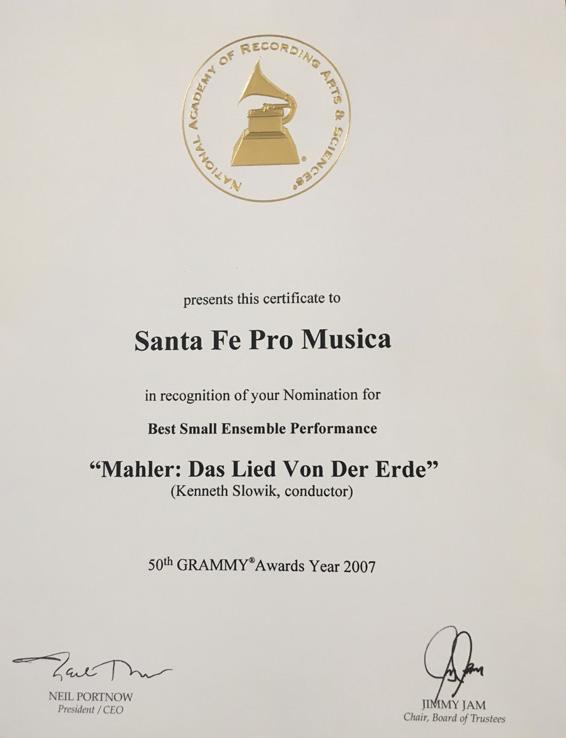 NATIONAL ACADEMY OF RECORDING ARTS & SCIENCES®
presents this certificate to
Santa Fe Pro Musica
in recognition of your Nomination for
Best Small Ensemble Performance
“Mahler: Das Lied Von Der Erde”
(Kenneth Slowik, conductor)
50th GRAMMY® Awards Year 2007
NEIL PORTNOW
President / CEO
JIMMY JAM
Chair, Board of Trustees